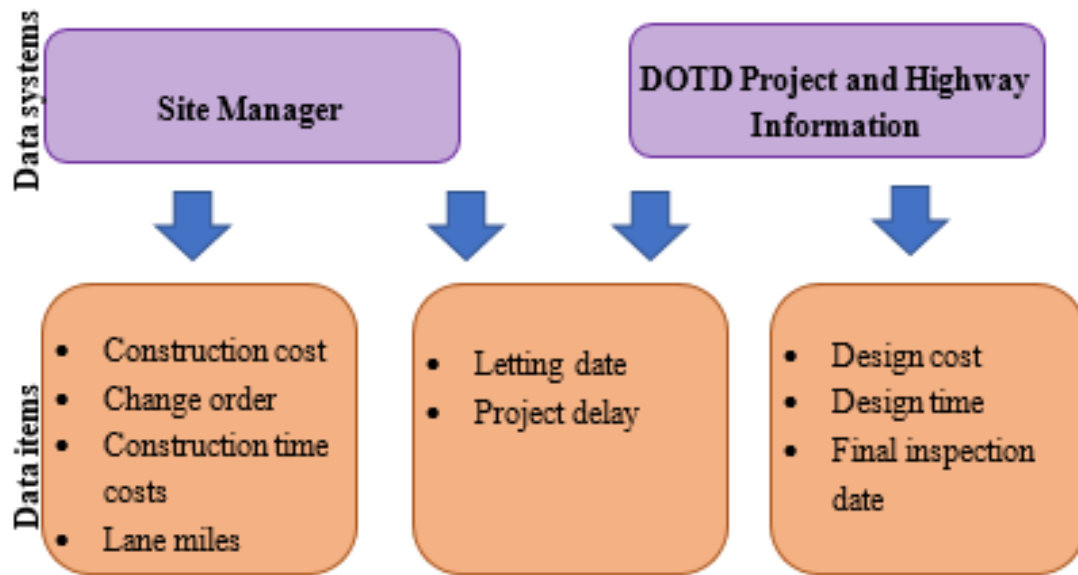 Data systems
Site Manager
DOTD Project and Highway
Information
Data items
• Construction cost
• Change order
• Construction time
costs
• Lane miles
• Letting date
• Project delay
• Design cost
• Design time
• Final inspection
date